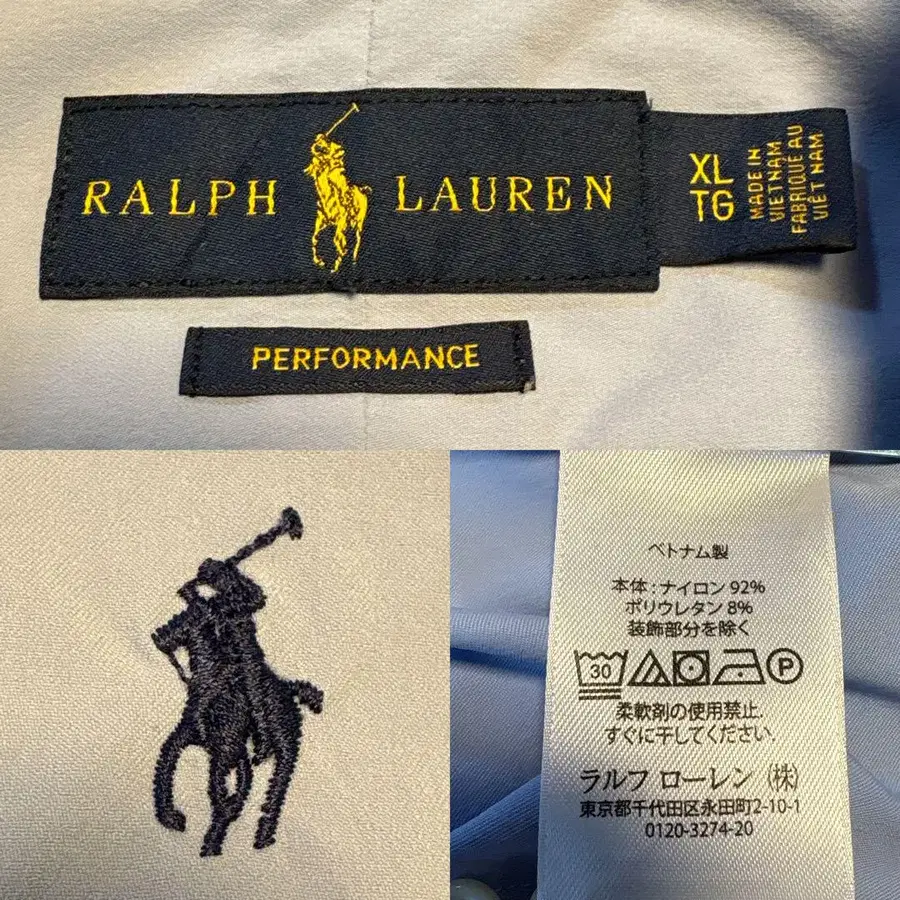 RALPH LAUREN
XL
TG
MADE IN
VIETNAM
FABRIQUÉ AU
VIÊT NAM
PERFORMANCE
ベトナム製
本体 : ナイロン 92%
ポリウレタン 8%
装飾部分を除く
30
P
柔軟剤の使用禁止.
すぐに干してください.
ラルフ ローレン (株)
東京都千代田区永田町2-10-1
0120-3274-20